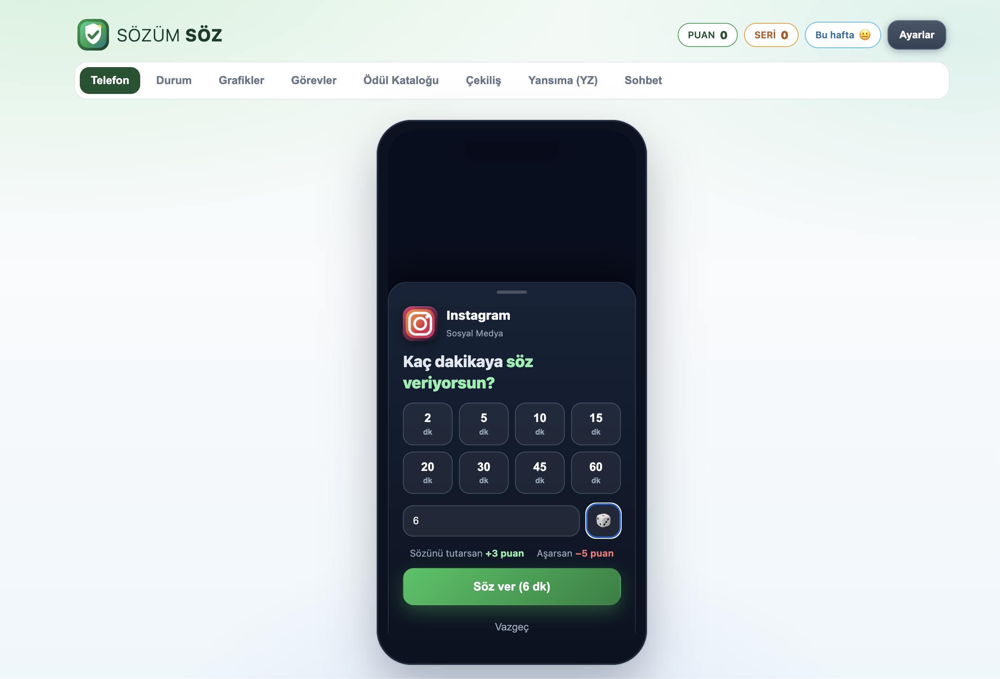 SÖZÜM SÖZ
PUAN 0
SERİ 0
Bu hafta
Ayarlar
Telefon
Durum
Grafikler
Görevler
Ödül Kataloğu
Çekiliş
Yansıma (YZ)
Sohbet
Instagram
Sosyal Medya
Kaç dakikaya söz
veriyorsun?
2 dk
5 dk
10 dk
15 dk
20 dk
30 dk
45 dk
60 dk
6
Sözünü tutarsan +3 puan Aşarsan −5 puan
Söz ver (6 dk)
Vazgeç